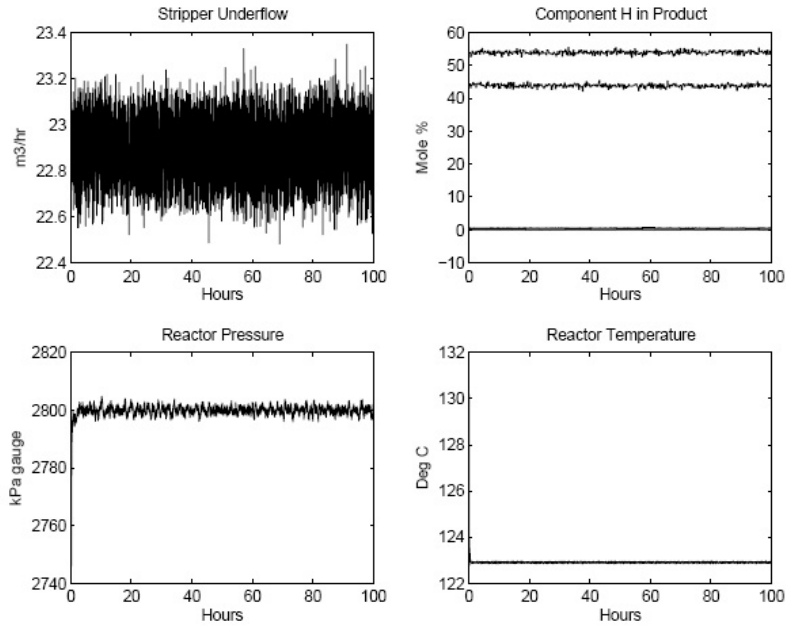 Stripper Underflow
23.4
23.2
23
22.8
22.6
22.4
m3/hr
0 20 40 60 80 100
Hours
Component H in Product
60
50
40
30
20
10
0
−10
Mole %
0 20 40 60 80 100
Hours
Reactor Pressure
2820
2800
2780
2760
2740
kPa gauge
0 20 40 60 80 100
Hours
Reactor Temperature
132
130
128
126
124
122
Deg C
0 20 40 60 80 100
Hours